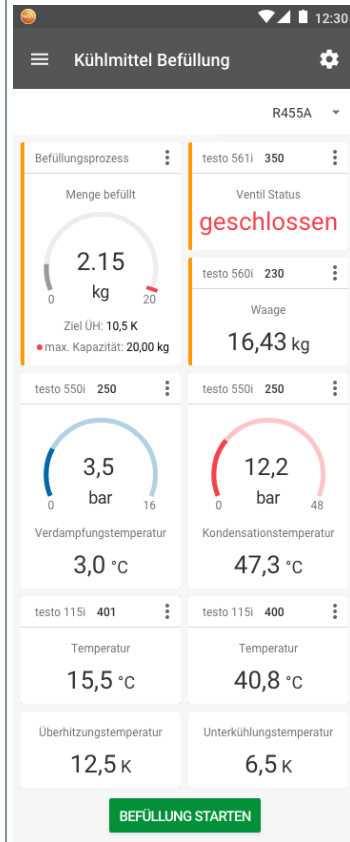 12:30
Kühlmittel Befüllung
R455A
Befüllungsprozess
Menge befüllt
2.15
kg
0 20
Ziel ÜH: 10,5 K
max. Kapazität: 20,00 kg
testo 561i 350
Ventil Status
geschlossen
testo 560i 230
Waage
16,43 kg
testo 550i 250
3,5
bar
0 16
Verdampfungstemperatur
3,0 °C
testo 550i 250
12,2
bar
0 48
Kondensationstemperatur
47,3 °C
testo 115i 401
Temperatur
15,5 °C
testo 115i 400
Temperatur
40,8 °C
Überhitzungstemperatur
12,5 K
Unterkühlungstemperatur
6,5 K
BEFÜLLUNG STARTEN